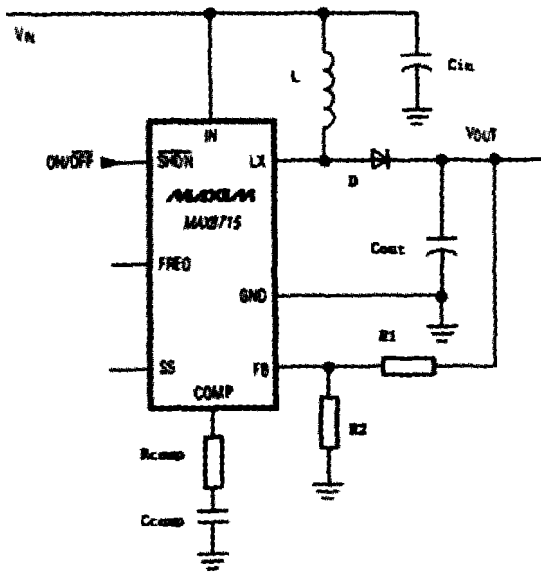 VIN
L
Cin
IN
VOUT
ON/OFF
SHDN
LX
MAXIM
D
MAX8715
Cout
FREQ
GND
R1
SS
FB
COMP
R2
Rcomp
Ccomp